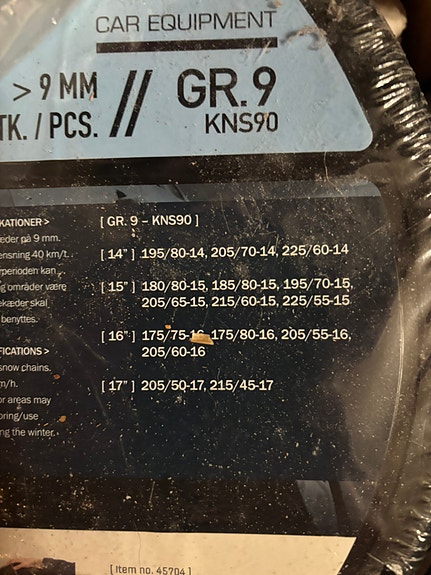 CAR EQUIPMENT
> 9 MM // GR.9
TK. / PCS. KNS90
KATIONER >
eder på 9 mm.
ensning 40 km/t.
perioden kan
g områder være
ekæder skal
benyttes.
FICATIONS >
snow chains.
m/h.
or areas may
oring/use
ng the winter.
[ GR. 9 – KNS90 ]
[ 14" ] 195/80-14, 205/70-14, 225/60-14
[ 15" ] 180/80-15, 185/80-15, 195/70-15,
205/65-15, 215/60-15, 225/55-15
[ 16" ] 175/75-16, 175/80-16, 205/55-16,
205/60-16
[ 17" ] 205/50-17, 215/45-17
[ Item no. 45704 ]